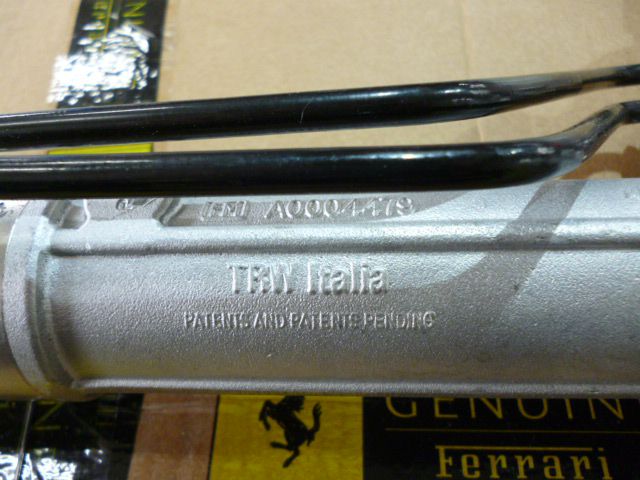 A0004479
TRW Italia
PATENTS AND PATENTS PENDING
GENUIN
Ferrari